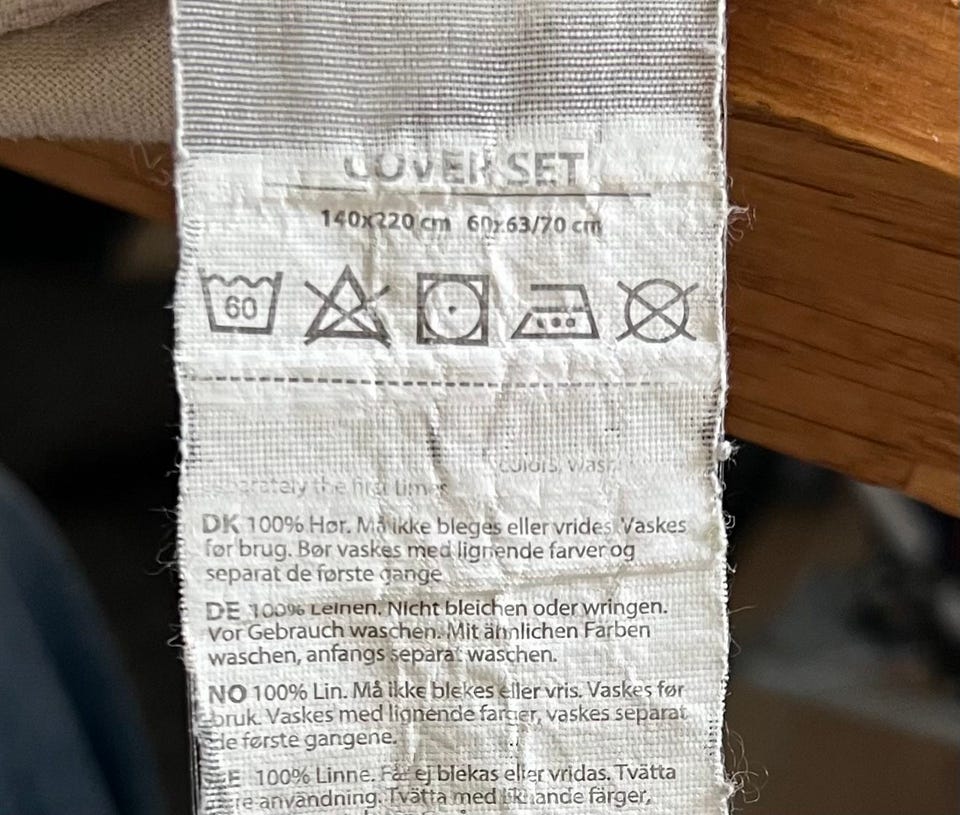 COVER SET
140x220 cm 60x63/70 cm
60
colors, wash
separately the first times
DK 100% Hør. Må ikke bleges eller vrides. Vaskes
før brug. Bør vaskes med lignende farver og
separat de første gange
DE 100% Leinen. Nicht bleichen oder wringen.
Vor Gebrauch waschen. Mit ähnlichen Farben
waschen, anfangs separat waschen.
NO 100% Lin. Må ikke blekes eller vris. Vaskes før
bruk. Vaskes med lignende farger, vaskes separat
de første gangene.
SE 100% Linne. Får ej blekas eller vridas. Tvätta
före användning. Tvätta med liknande färger,